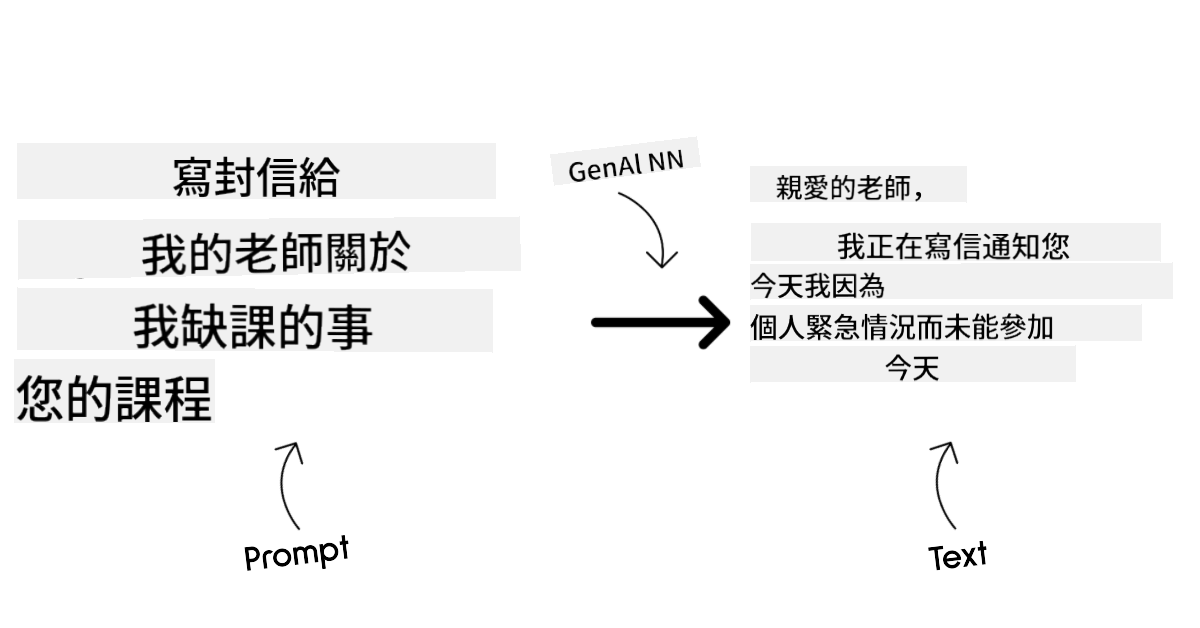 寫封信給
我的老師關於
我缺課的事
您的課程
Prompt
GenAl NN
親愛的老師，
我正在寫信通知您
今天我因為
個人緊急情況而未能參加
今天
Text